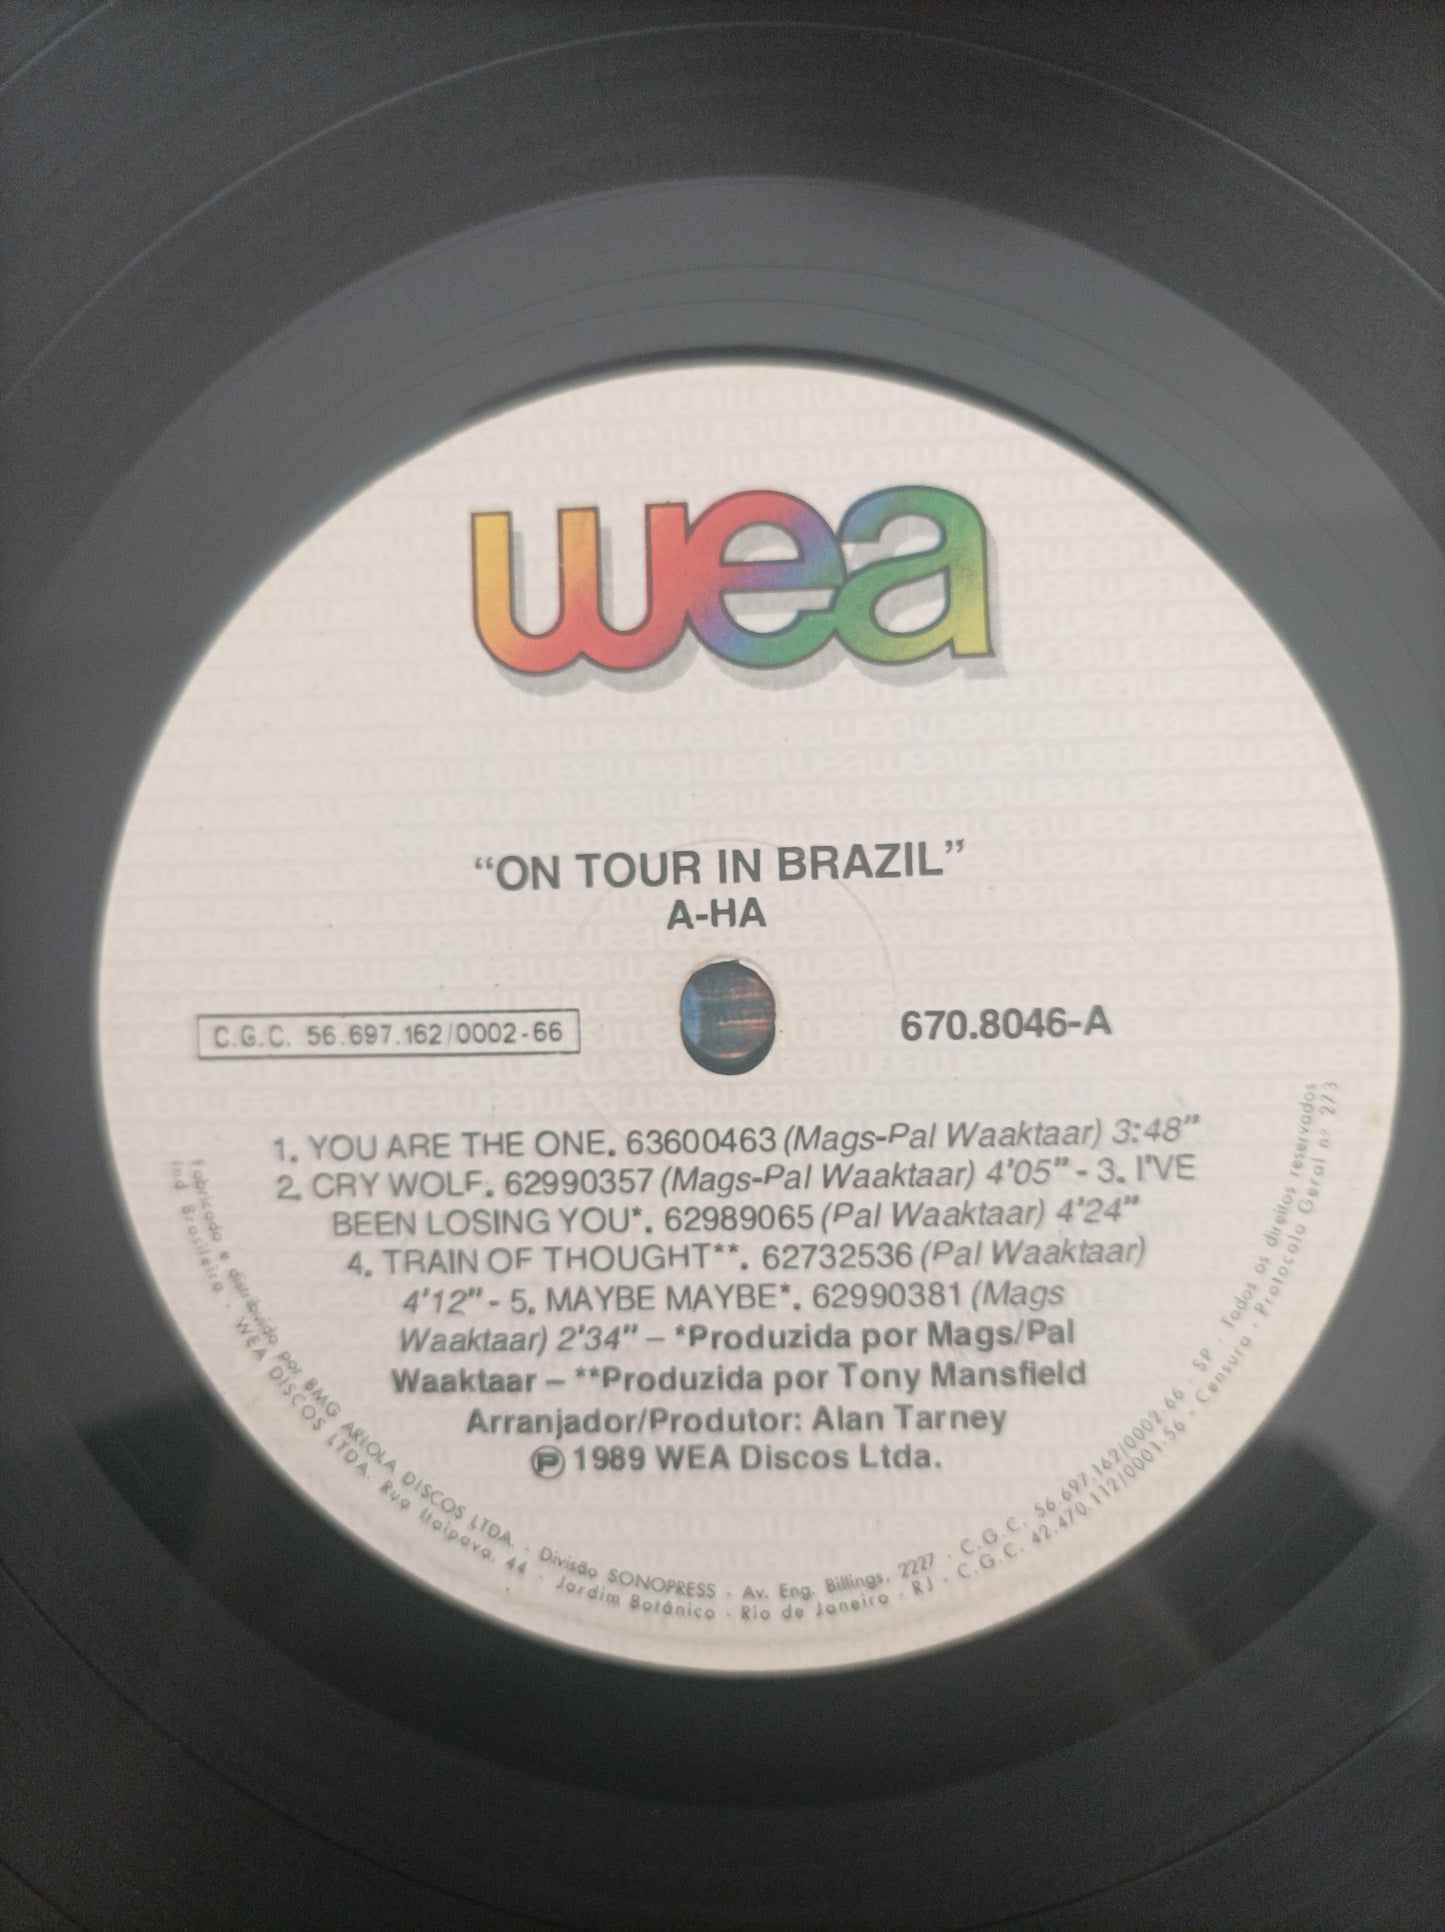 wea
“ON TOUR IN BRAZIL”
A-HA
C.G.C. 56.697.162/0002-66
670.8046-A
1. YOU ARE THE ONE. 63600463 (Mags-Pal Waaktaar) 3:48”
2. CRY WOLF. 62990357 (Mags-Pal Waaktaar) 4'05” - 3. I'VE
BEEN LOSING YOU*. 62989065 (Pal Waaktaar) 4'24”
4. TRAIN OF THOUGHT**. 62732536 (Pal Waaktaar)
4'12” - 5. MAYBE MAYBE*. 62990381 (Mags
Waaktaar) 2'34” – *Produzida por Mags/Pal
Waaktaar – **Produzida por Tony Mansfield
Arranjador/Produtor: Alan Tarney
Ⓟ 1989 WEA Discos Ltda.
Fabricado e distribuído por BMG ARIOLA DISCOS LTDA. - Divisão SONOPRESS - Av. Eng. Billings, 2227 - C.G.C. 56.697.162/0002-66 - SP - Todos os direitos reservados
Ind. Brasileira - WEA DISCOS LTDA. Rua Itaipava, 44 - Jardim Botânico - Rio de Janeiro - RJ - C.G.C. 42.470.112/0001-56 - Censura - Protocolo Geral nº 273